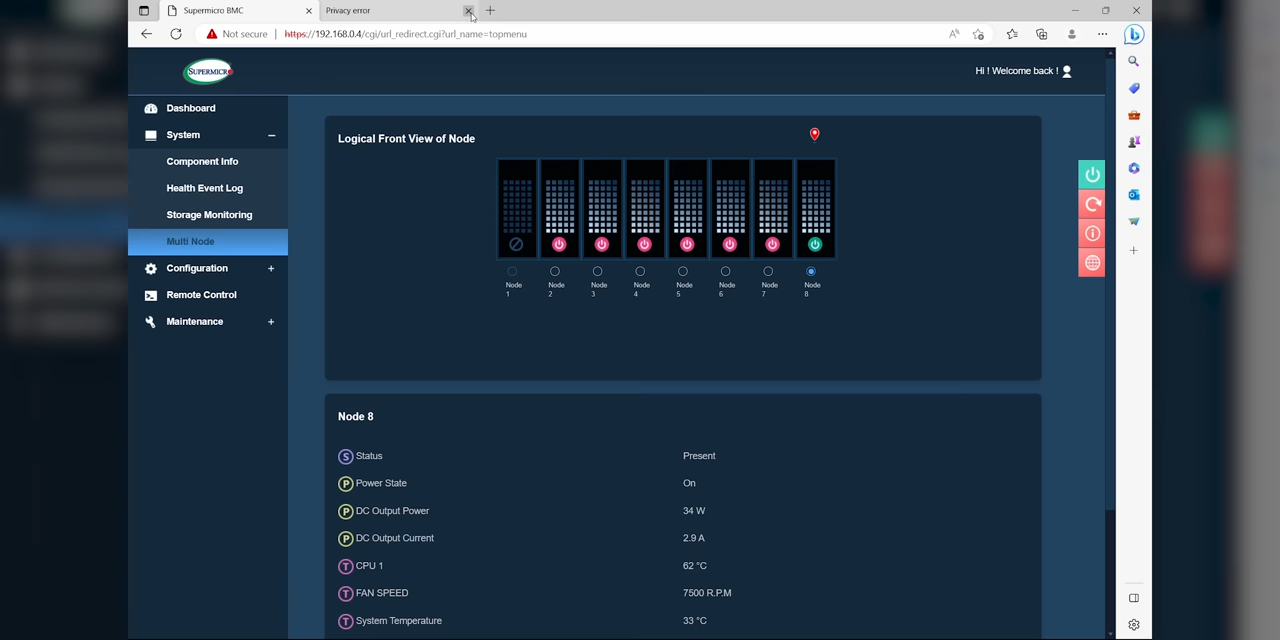 Supermicro BMC
Privacy error
Not secure
https://192.168.0.4/cgi/url_redirect.cgi?url_name=topmenu
SUPERMICRO
Hi ! Welcome back !
Dashboard
System
Component Info
Health Event Log
Storage Monitoring
Multi Node
Configuration
Remote Control
Maintenance
Logical Front View of Node
Node 1
Node 2
Node 3
Node 4
Node 5
Node 6
Node 7
Node 8
Node 8
S Status Present
P Power State On
P DC Output Power 34 W
P DC Output Current 2.9 A
T CPU 1 62 °C
T FAN SPEED 7500 R.P.M
T System Temperature 33 °C